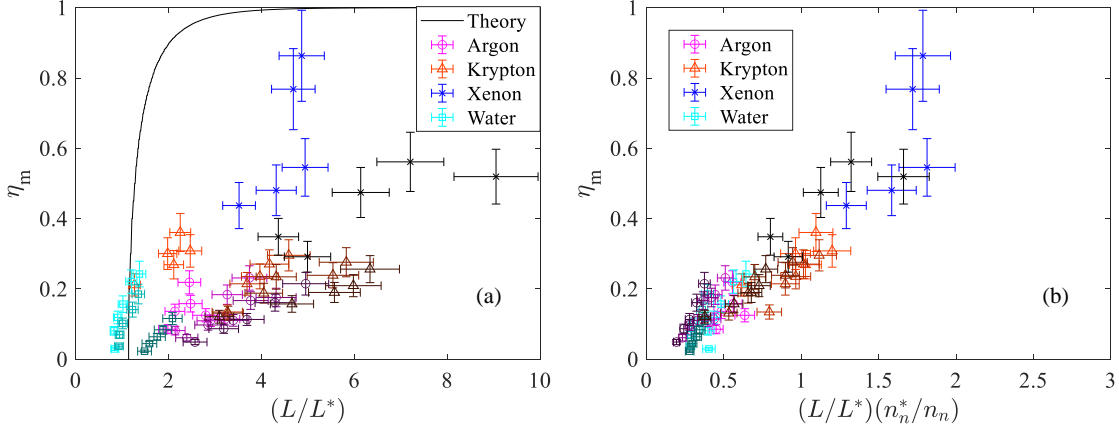 1
0.8
0.6
0.4
0.2
0
η_m
Theory
Argon
Krypton
Xenon
Water
(a)
0 2 4 6 8 10
(L/L*)
1
0.8
0.6
0.4
0.2
0
η_m
Argon
Krypton
Xenon
Water
(b)
0 0.5 1 1.5 2 2.5 3
(L/L*)(n_n*/n_n)